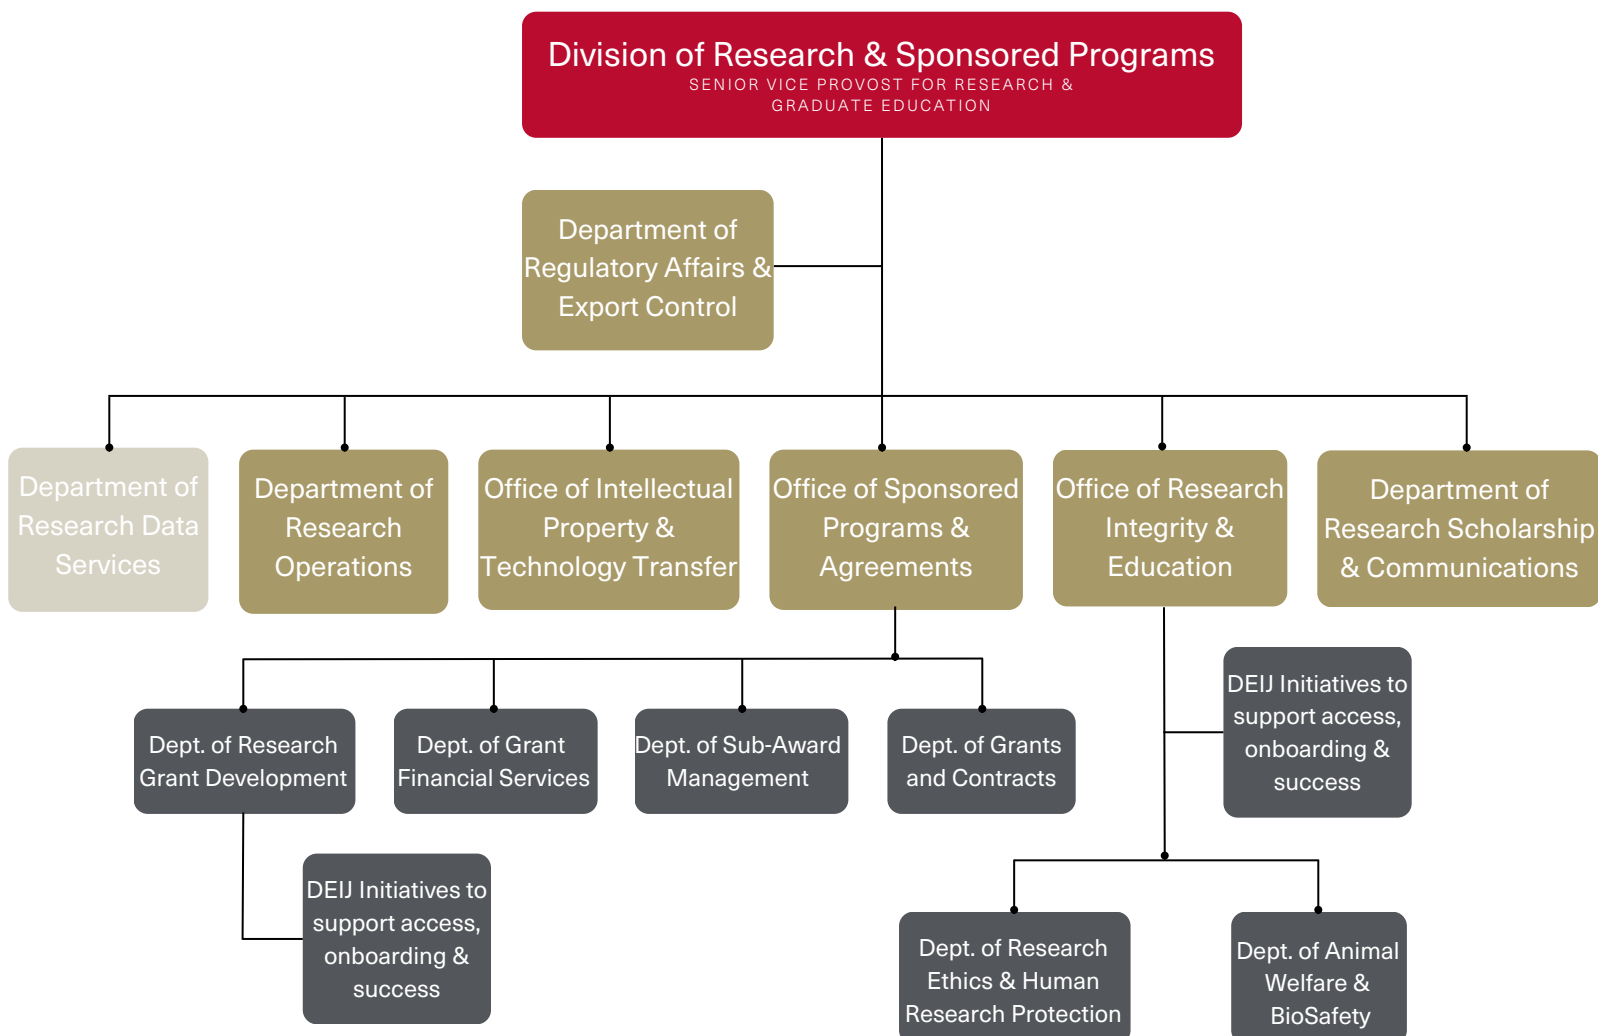 Division of Research & Sponsored Programs
SENIOR VICE PROVOST FOR RESEARCH &
GRADUATE EDUCATION
Department of
Regulatory Affairs &
Export Control
Department of
Research Data
Services
Department of
Research
Operations
Office of Intellectual
Property &
Technology Transfer
Office of Sponsored
Programs &
Agreements
Office of Research
Integrity &
Education
Department of
Research Scholarship
& Communications
Dept. of Research
Grant Development
Dept. of Grant
Financial Services
Dept. of Sub-Award
Management
Dept. of Grants
and Contracts
DEIJ Initiatives to
support access,
onboarding &
success
DEIJ Initiatives to
support access,
onboarding &
success
Dept. of Research
Ethics & Human
Research Protection
Dept. of Animal
Welfare &
BioSafety